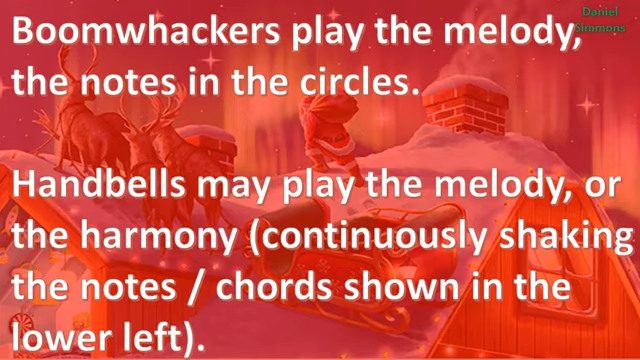 Daniel
Simmons
Boomwhackers play the melody,
the notes in the circles.
Handbells may play the melody, or
the harmony (continuously shaking
the notes / chords shown in the
lower left).